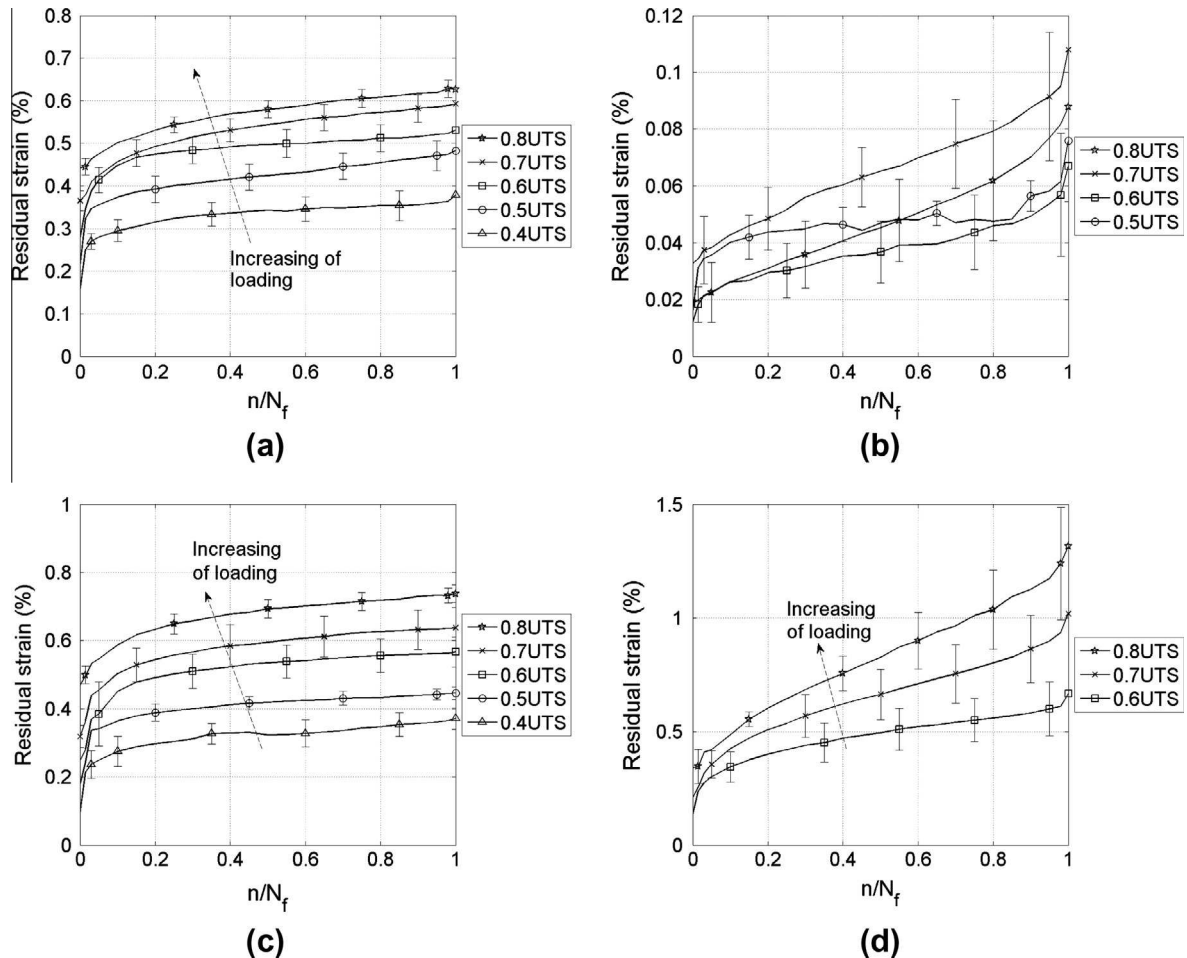 0.8
0.7
0.6
0.5
0.4
0.3
0.2
0.1
0
Residual strain (%)
Increasing of
loading
0 0.2 0.4 0.6 0.8 1
n/N_f
0.8UTS
0.7UTS
0.6UTS
0.5UTS
0.4UTS
(a)
0.12
0.1
0.08
0.06
0.04
0.02
0
Residual strain (%)
0 0.2 0.4 0.6 0.8 1
n/N_f
0.8UTS
0.7UTS
0.6UTS
0.5UTS
(b)
1
0.8
0.6
0.4
0.2
0
Residual strain (%)
Increasing
of loading
0 0.2 0.4 0.6 0.8 1
n/N_f
0.8UTS
0.7UTS
0.6UTS
0.5UTS
0.4UTS
(c)
1.5
1
0.5
0
Residual strain (%)
Increasing
of loading
0 0.2 0.4 0.6 0.8 1
n/N_f
0.8UTS
0.7UTS
0.6UTS
(d)